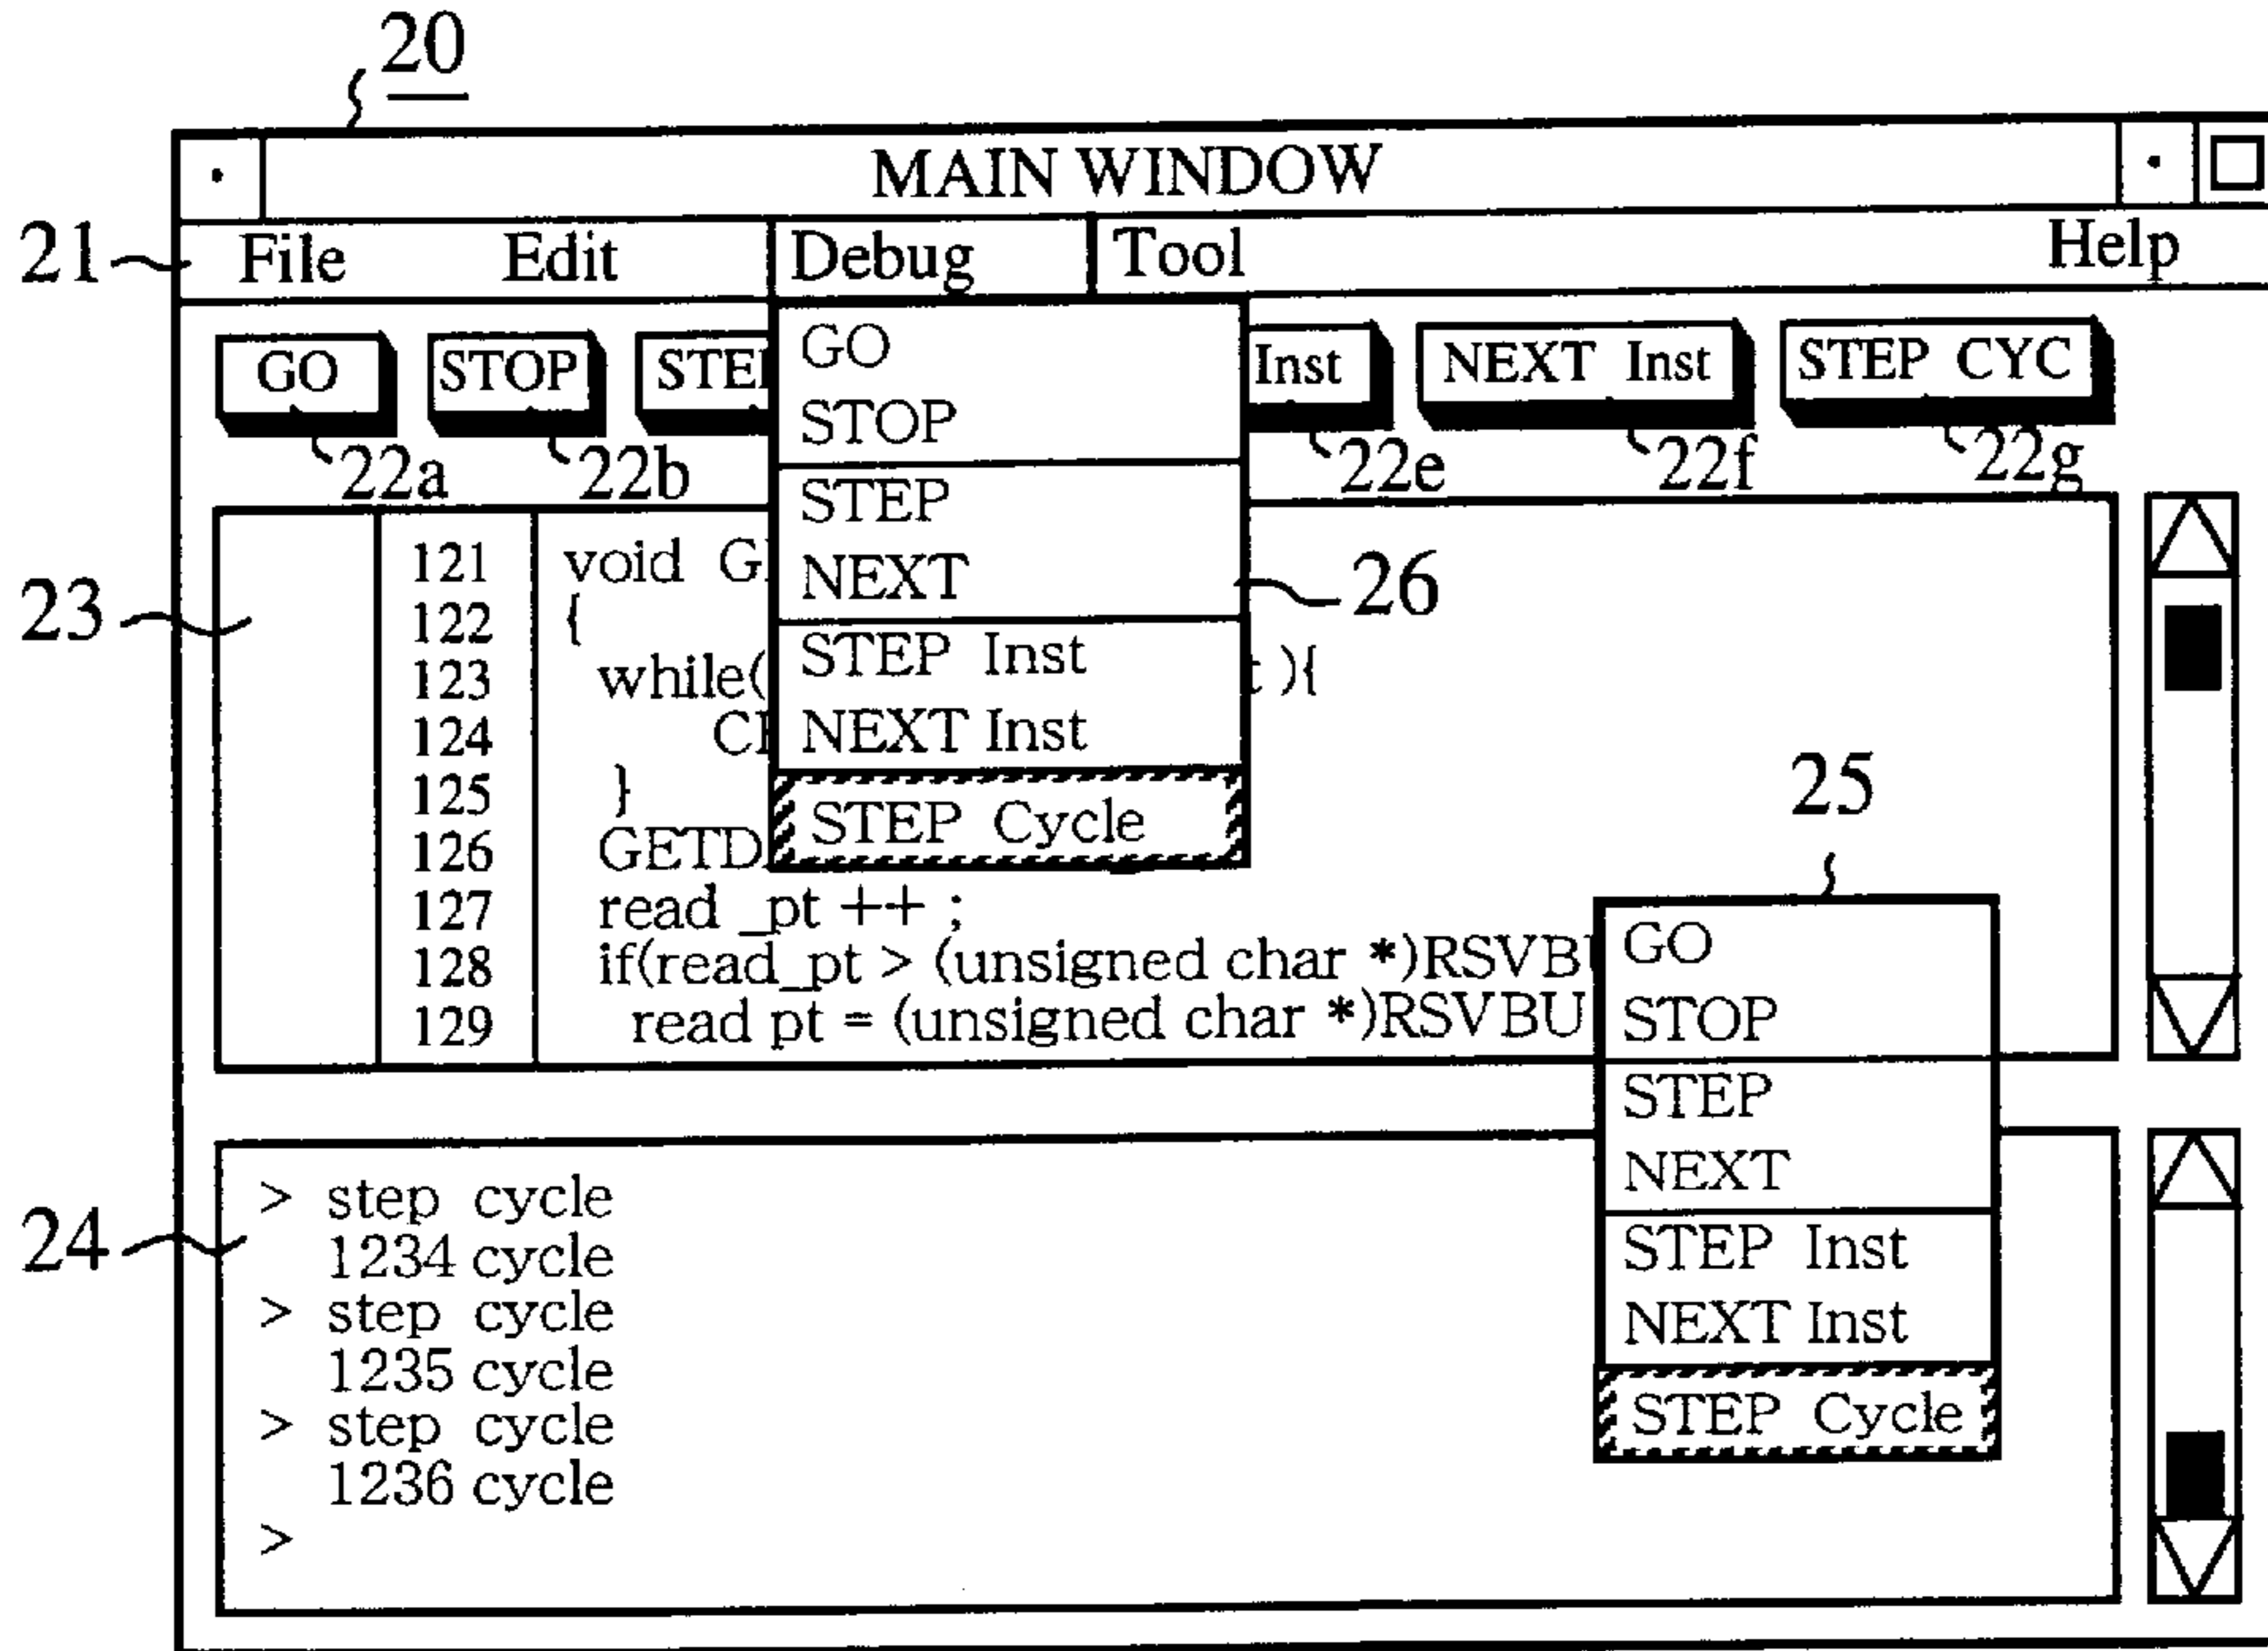 20
MAIN WINDOW
21
File Edit Debug Tool Help
GO STOP Inst NEXT Inst STEP CYC
22a 22b 22e 22f 22g
GO
STOP
STEP
NEXT
STEP Inst
NEXT Inst
STEP Cycle
26
23
121 void
122 {
123 while( ){
124
125 }
126
127 read _pt ++ ;
128 if(read_pt > (unsigned char *)
129 read pt = (unsigned char *)
25
GO
STOP
STEP
NEXT
STEP Inst
NEXT Inst
STEP Cycle
24
> step cycle
1234 cycle
> step cycle
1235 cycle
> step cycle
1236 cycle
>